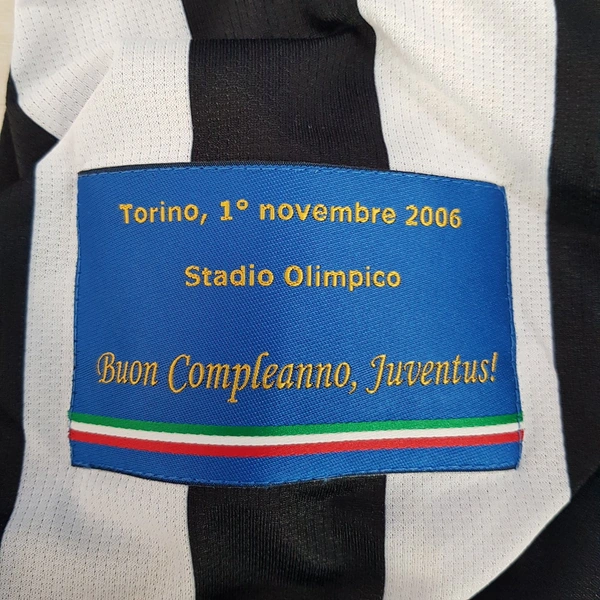 Torino, 1° novembre 2006
Stadio Olimpico
Buon Compleanno, Juventus!